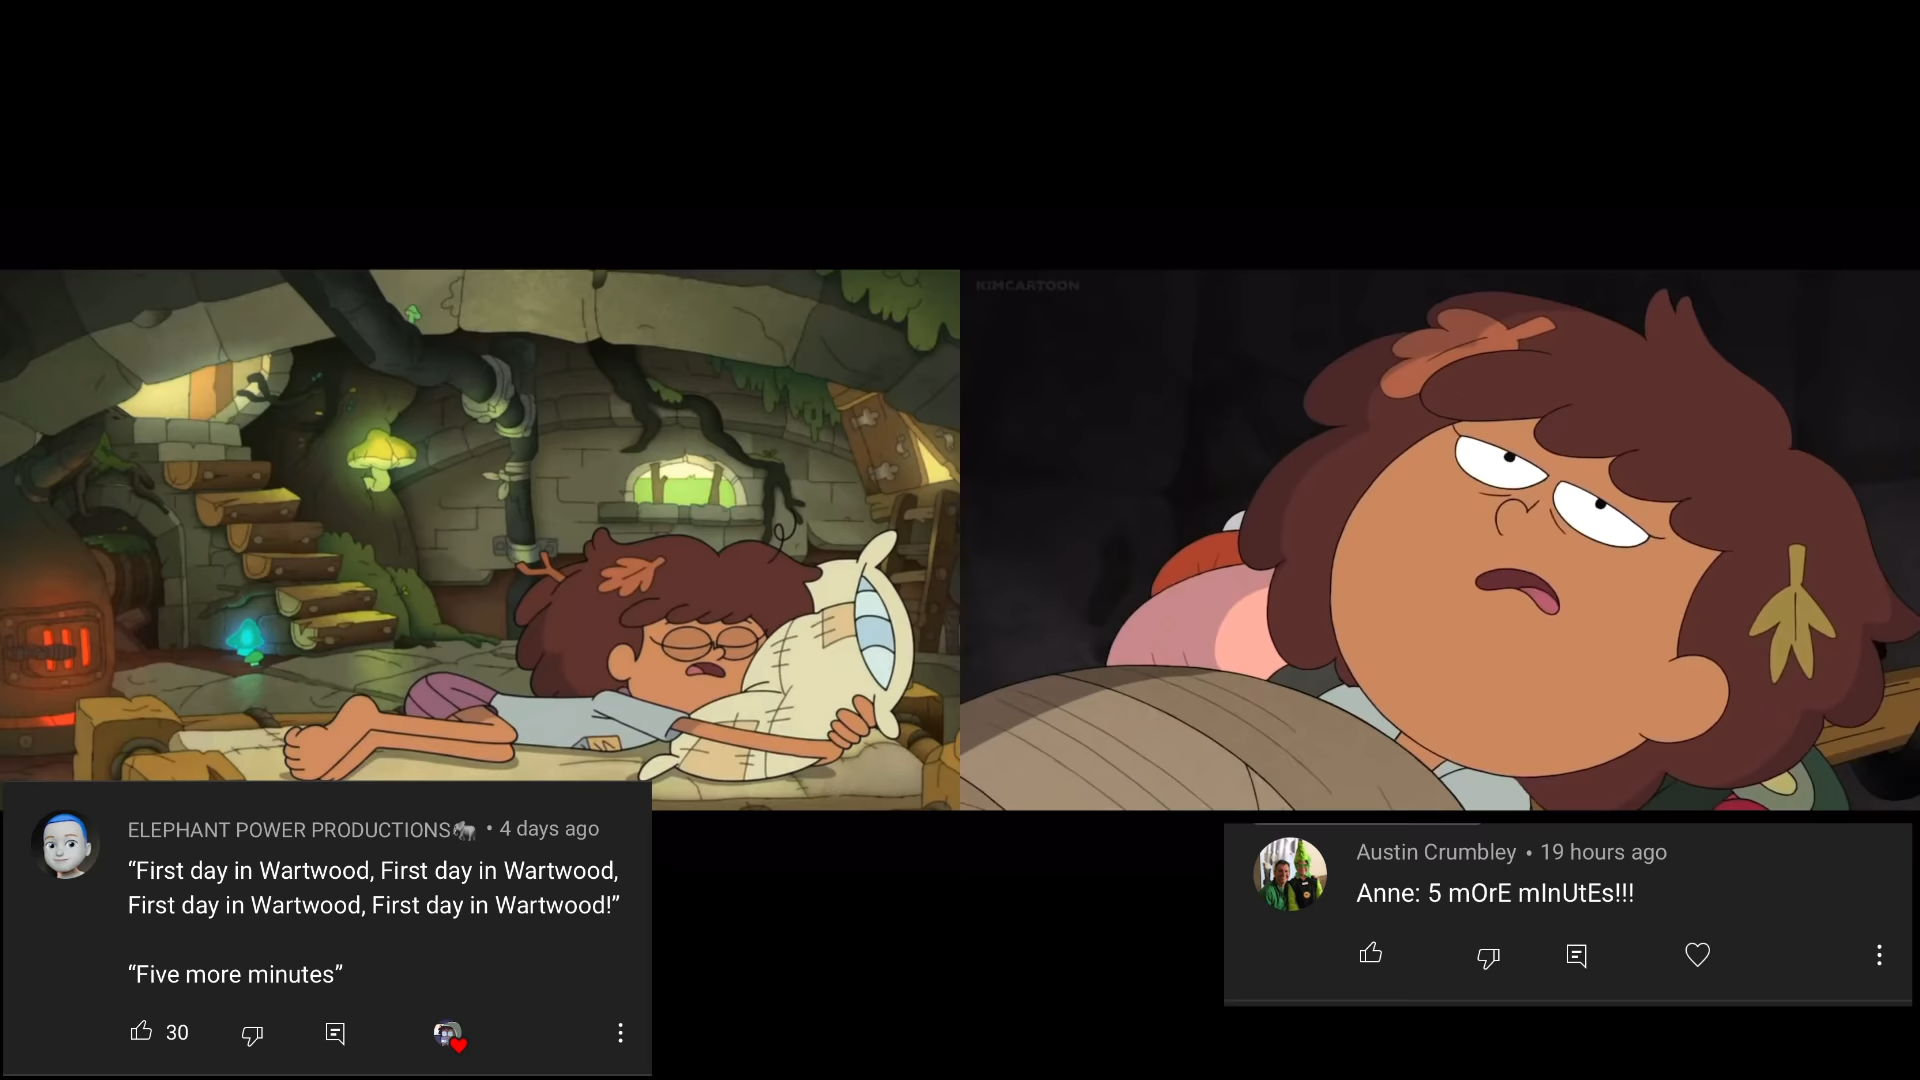 KIMCARTOON
ELEPHANT POWER PRODUCTIONS🐘 • 4 days ago
“First day in Wartwood, First day in Wartwood,
First day in Wartwood, First day in Wartwood!”
“Five more minutes”
30
Austin Crumbley • 19 hours ago
Anne: 5 mOrE mInUtEs!!!